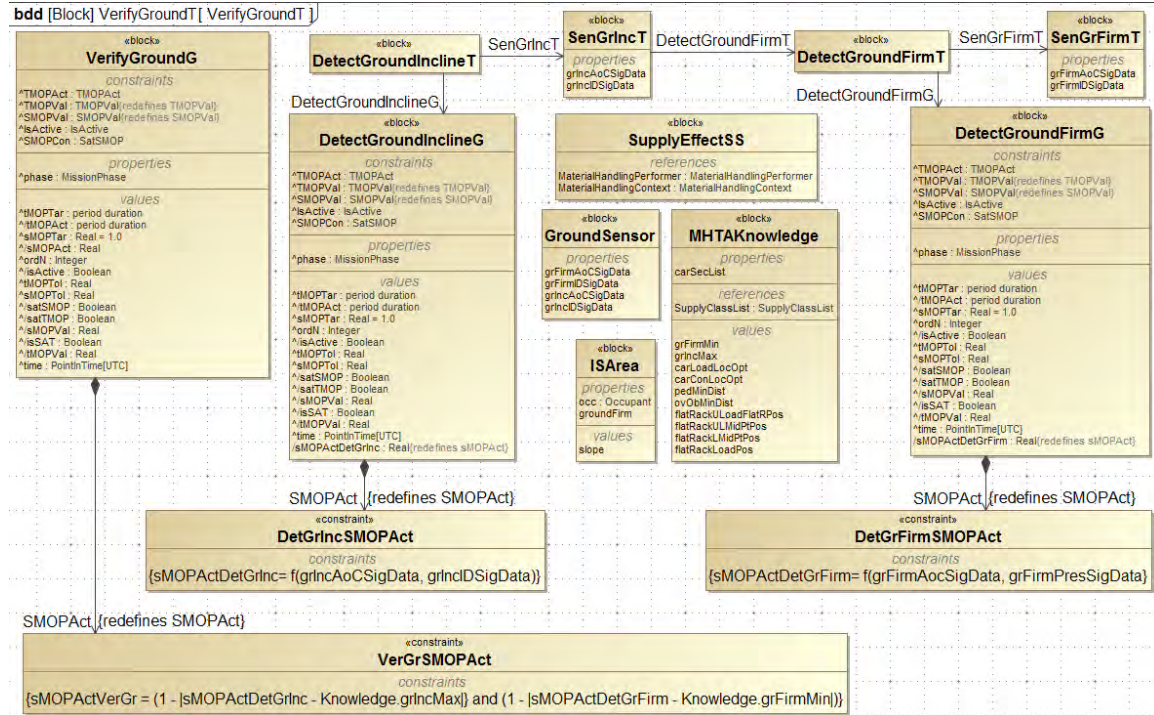 bdd [Block] VerifyGroundT[ VerifyGroundT ]
«block»
VerifyGroundG
constraints
^TMOPAct : TMOPAct
^TMOPVal : TMOPVal{redefines TMOPVal}
^SMOPVal : SMOPVal{redefines SMOPVal}
^IsActive : IsActive
^SMOPCon : SatSMOP
properties
^phase : MissionPhase
values
^tMOPTar : period duration
^/tMOPAct : period duration
^sMOPTar : Real = 1.0
^/sMOPAct : Real
^ordN : Integer
^/isActive : Boolean
^tMOPTol : Real
^sMOPTol : Real
^/satSMOP : Boolean
^/satTMOP : Boolean
^/sMOPVal : Real
^/isSAT : Boolean
^/tMOPVal : Real
^time : PointInTime[UTC]
«block»
DetectGroundInclineT
SenGrIncT
«block»
SenGrIncT
properties
grIncAoCSigData
grIncIDSigData
DetectGroundFirmT
«block»
DetectGroundFirmT
SenGrFirmT
«block»
SenGrFirmT
properties
grFirmAoCSigData
grFirmIDSigData
DetectGroundInclineG
«block»
DetectGroundInclineG
constraints
^TMOPAct : TMOPAct
^TMOPVal : TMOPVal{redefines TMOPVal}
^SMOPVal : SMOPVal{redefines SMOPVal}
^IsActive : IsActive
^SMOPCon : SatSMOP
properties
^phase : MissionPhase
values
^tMOPTar : period duration
^/tMOPAct : period duration
^sMOPTar : Real = 1.0
^ordN : Integer
^/isActive : Boolean
^tMOPTol : Real
^sMOPTol : Real
^/satSMOP : Boolean
^/satTMOP : Boolean
^/sMOPVal : Real
^/isSAT : Boolean
^/tMOPVal : Real
^time : PointInTime[UTC]
/sMOPActDetGrInc : Real{redefines sMOPAct}
«block»
SupplyEffectSS
references
MaterialHandlingPerformer : MaterialHandlingPerformer
MaterialHandlingContext : MaterialHandlingContext
«block»
GroundSensor
properties
grFirmAoCSigData
grFirmIDSigData
grIncAoCSigData
grIncIDSigData
«block»
MHTAKnowledge
properties
carSecList
references
SupplyClassList : SupplyClassList
values
grFirmMin
grIncMax
carLoadLocOpt
carConLocOpt
pedMinDist
ovObMinDist
flatRackULoadFlatRPos
flatRackULMidPtPos
flatRackLMidPtPos
flatRackLoadPos
«block»
ISArea
properties
occ : Occupant
groundFirm
values
slope
DetectGroundFirmG
«block»
DetectGroundFirmG
constraints
^TMOPAct : TMOPAct
^TMOPVal : TMOPVal{redefines TMOPVal}
^SMOPVal : SMOPVal{redefines SMOPVal}
^IsActive : IsActive
^SMOPCon : SatSMOP
properties
^phase : MissionPhase
values
^tMOPTar : period duration
^/tMOPAct : period duration
^sMOPTar : Real = 1.0
^ordN : Integer
^/isActive : Boolean
^tMOPTol : Real
^sMOPTol : Real
^/satSMOP : Boolean
^/satTMOP : Boolean
^/sMOPVal : Real
^/isSAT : Boolean
^/tMOPVal : Real
^time : PointInTime[UTC]
/sMOPActDetGrFirm : Real{redefines sMOPAct}
SMOPAct {redefines SMOPAct}
«constraint»
DetGrIncSMOPAct
constraints
{sMOPActDetGrInc= f(grIncAoCSigData, grIncIDSigData)}
SMOPAct {redefines SMOPAct}
«constraint»
DetGrFirmSMOPAct
constraints
{sMOPActDetGrFirm= f(grFirmAocSigData, grFirmPresSigData}
SMOPAct {redefines SMOPAct}
«constraint»
VerGrSMOPAct
constraints
{sMOPActVerGr = (1 - |sMOPActDetGrInc - Knowledge.grIncMax|} and (1 - |sMOPActDetGrFirm - Knowledge.grFirmMin|)}